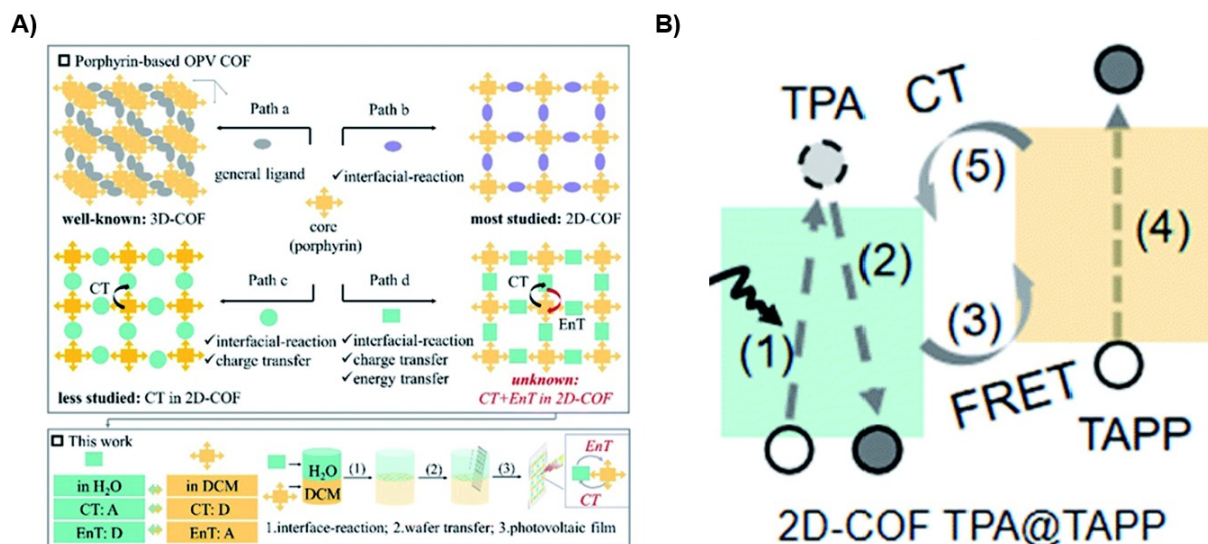 A)
Porphyrin-based OPV COF
Path a
Path b
general ligand
✓interfacial-reaction
well-known: 3D-COF
core
(porphyrin)
most studied: 2D-COF
CT
Path c
Path d
CT
EnT
✓interfacial-reaction
✓charge transfer
✓interfacial-reaction
✓charge transfer
✓energy transfer
less studied: CT in 2D-COF
unknown:
CT+EnT in 2D-COF
This work
in H₂O
in DCM
CT: A
CT: D
EnT: D
EnT: A
H₂O
DCM
(1)
(2)
(3)
EnT
CT
1.interface-reaction; 2.wafer transfer; 3.photovoltaic film
B)
TPA
CT
(5)
(4)
(2)
(1)
(3)
FRET
TAPP
2D-COF TPA@TAPP